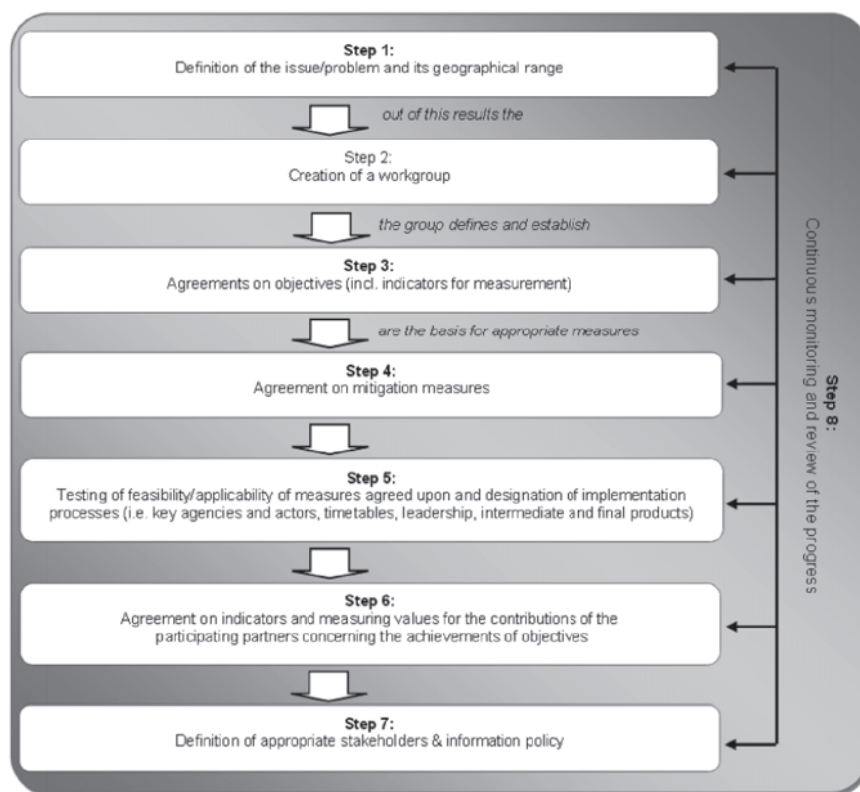 Step 1:
Definition of the issue/problem and its geographical range
out of this results the
Step 2:
Creation of a workgroup
the group defines and establish
Step 3:
Agreements on objectives (incl. indicators for measurement)
are the basis for appropriate measures
Step 4:
Agreement on mitigation measures
Step 5:
Testing of feasibility/applicability of measures agreed upon and designation of implementation
processes (i.e. key agencies and actors, timetables, leadership, intermediate and final products)
Step 6:
Agreement on indicators and measuring values for the contributions of the
participating partners concerning the achievements of objectives
Step 7:
Definition of appropriate stakeholders & information policy
Step 8:
Continuous monitoring and review of the progress